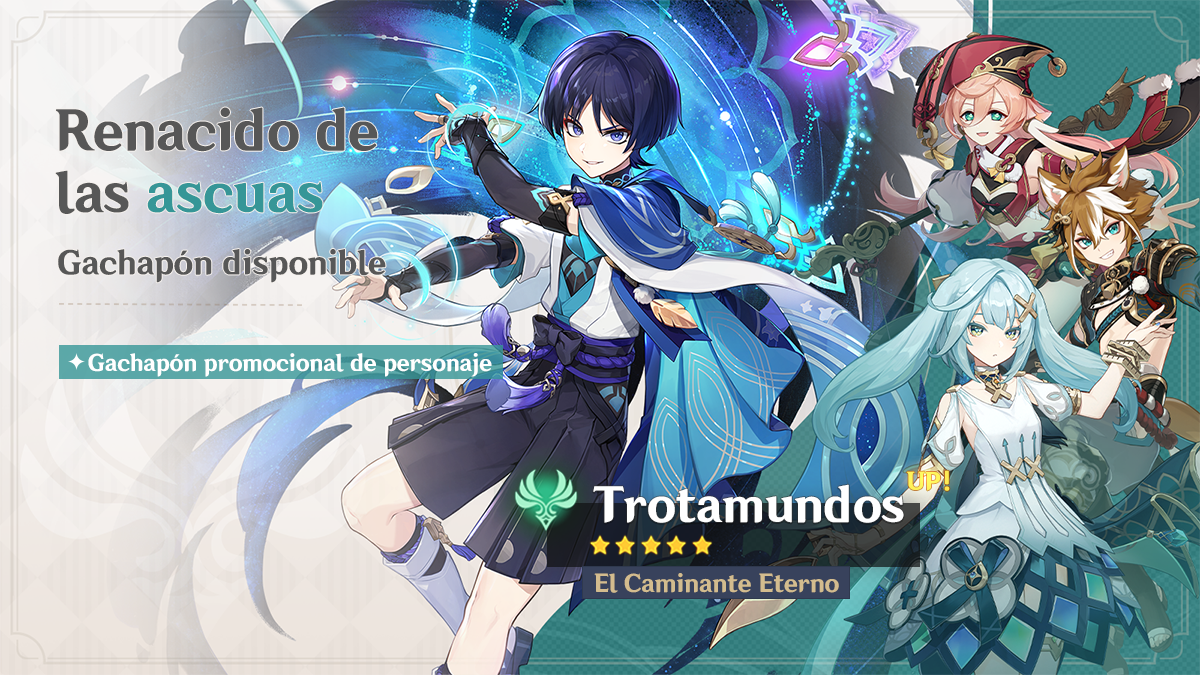 Renacido de
las ascuas
Gachapón disponible
✦Gachapón promocional de personaje
UP!
Trotamundos
El Caminante Eterno